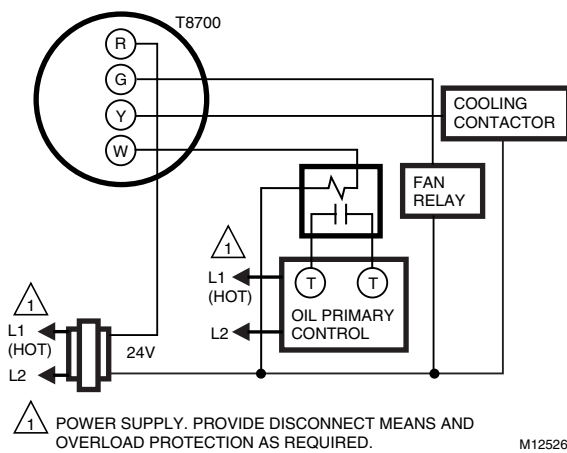 T8700
R
G
Y
W
COOLING
CONTACTOR
FAN
RELAY
1
L1
(HOT)
T
T
OIL PRIMARY
CONTROL
L2
1
L1
(HOT)
24V
L2
1 POWER SUPPLY. PROVIDE DISCONNECT MEANS AND
OVERLOAD PROTECTION AS REQUIRED.
M12526